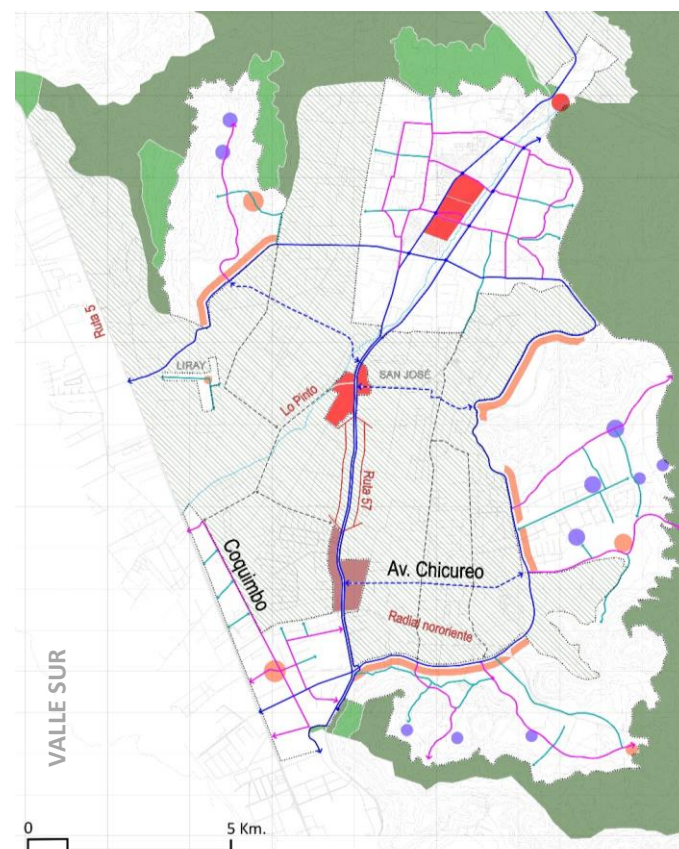 Ruta 5
LIRAY
SAN JOSÉ
Lo Pinto
Ruta 57
Coquimbo
Av. Chicureo
Radial nororiente
VALLE SUR
0
5 Km.